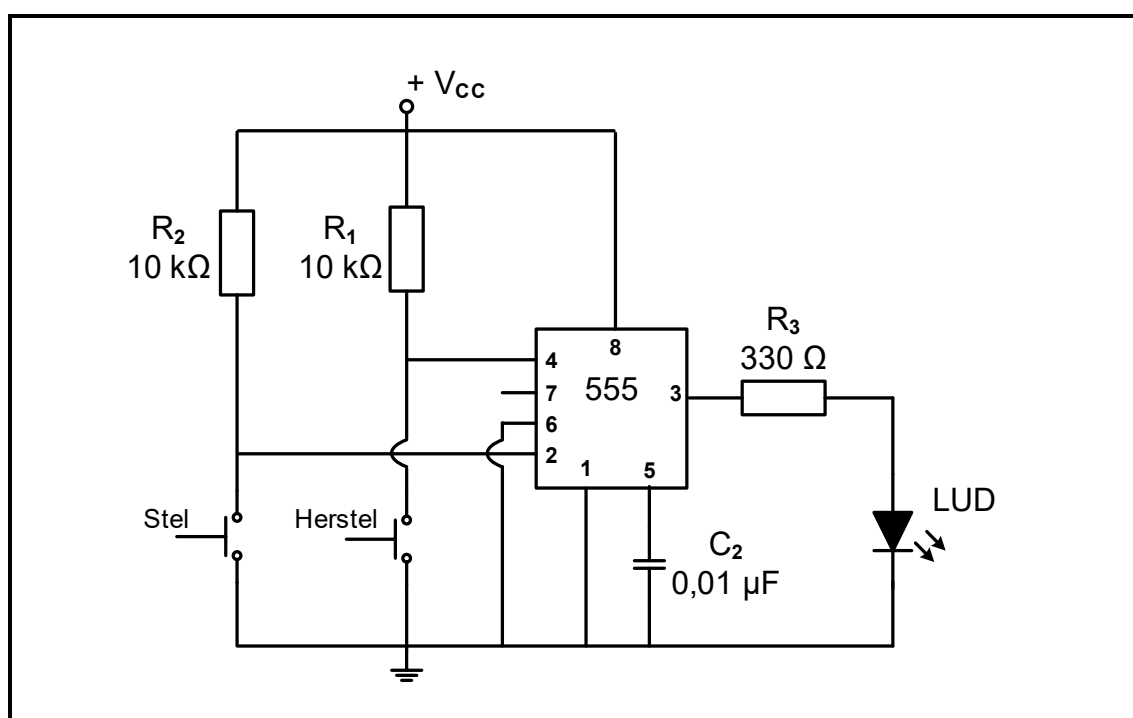 + Vcc
R2
10 kΩ
R1
10 kΩ
R3
330 Ω
8
4
7
555
3
6
2
1
5
Stel
Herstel
C2
0,01 µF
LUD